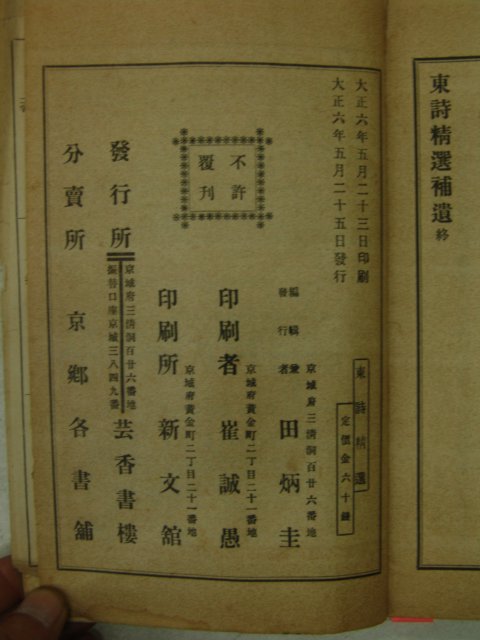 東詩精選補遺 終
大正六年五月二十三日印刷
大正六年五月二十五日發行
不許
覆刊
東詩精選
定價金六十錢
京城府三淸洞百廿六番地
編輯兼
發行者
田炳圭
京城府黃金町二丁目二十一番地
印刷者 崔誠愚
京城府黃金町二丁目二十一番地
印刷所 新文舘
發行所
京城府三淸洞百廿六番地
振替口座京城三八四九番
芸香書樓
分賣所 京鄉各書舖